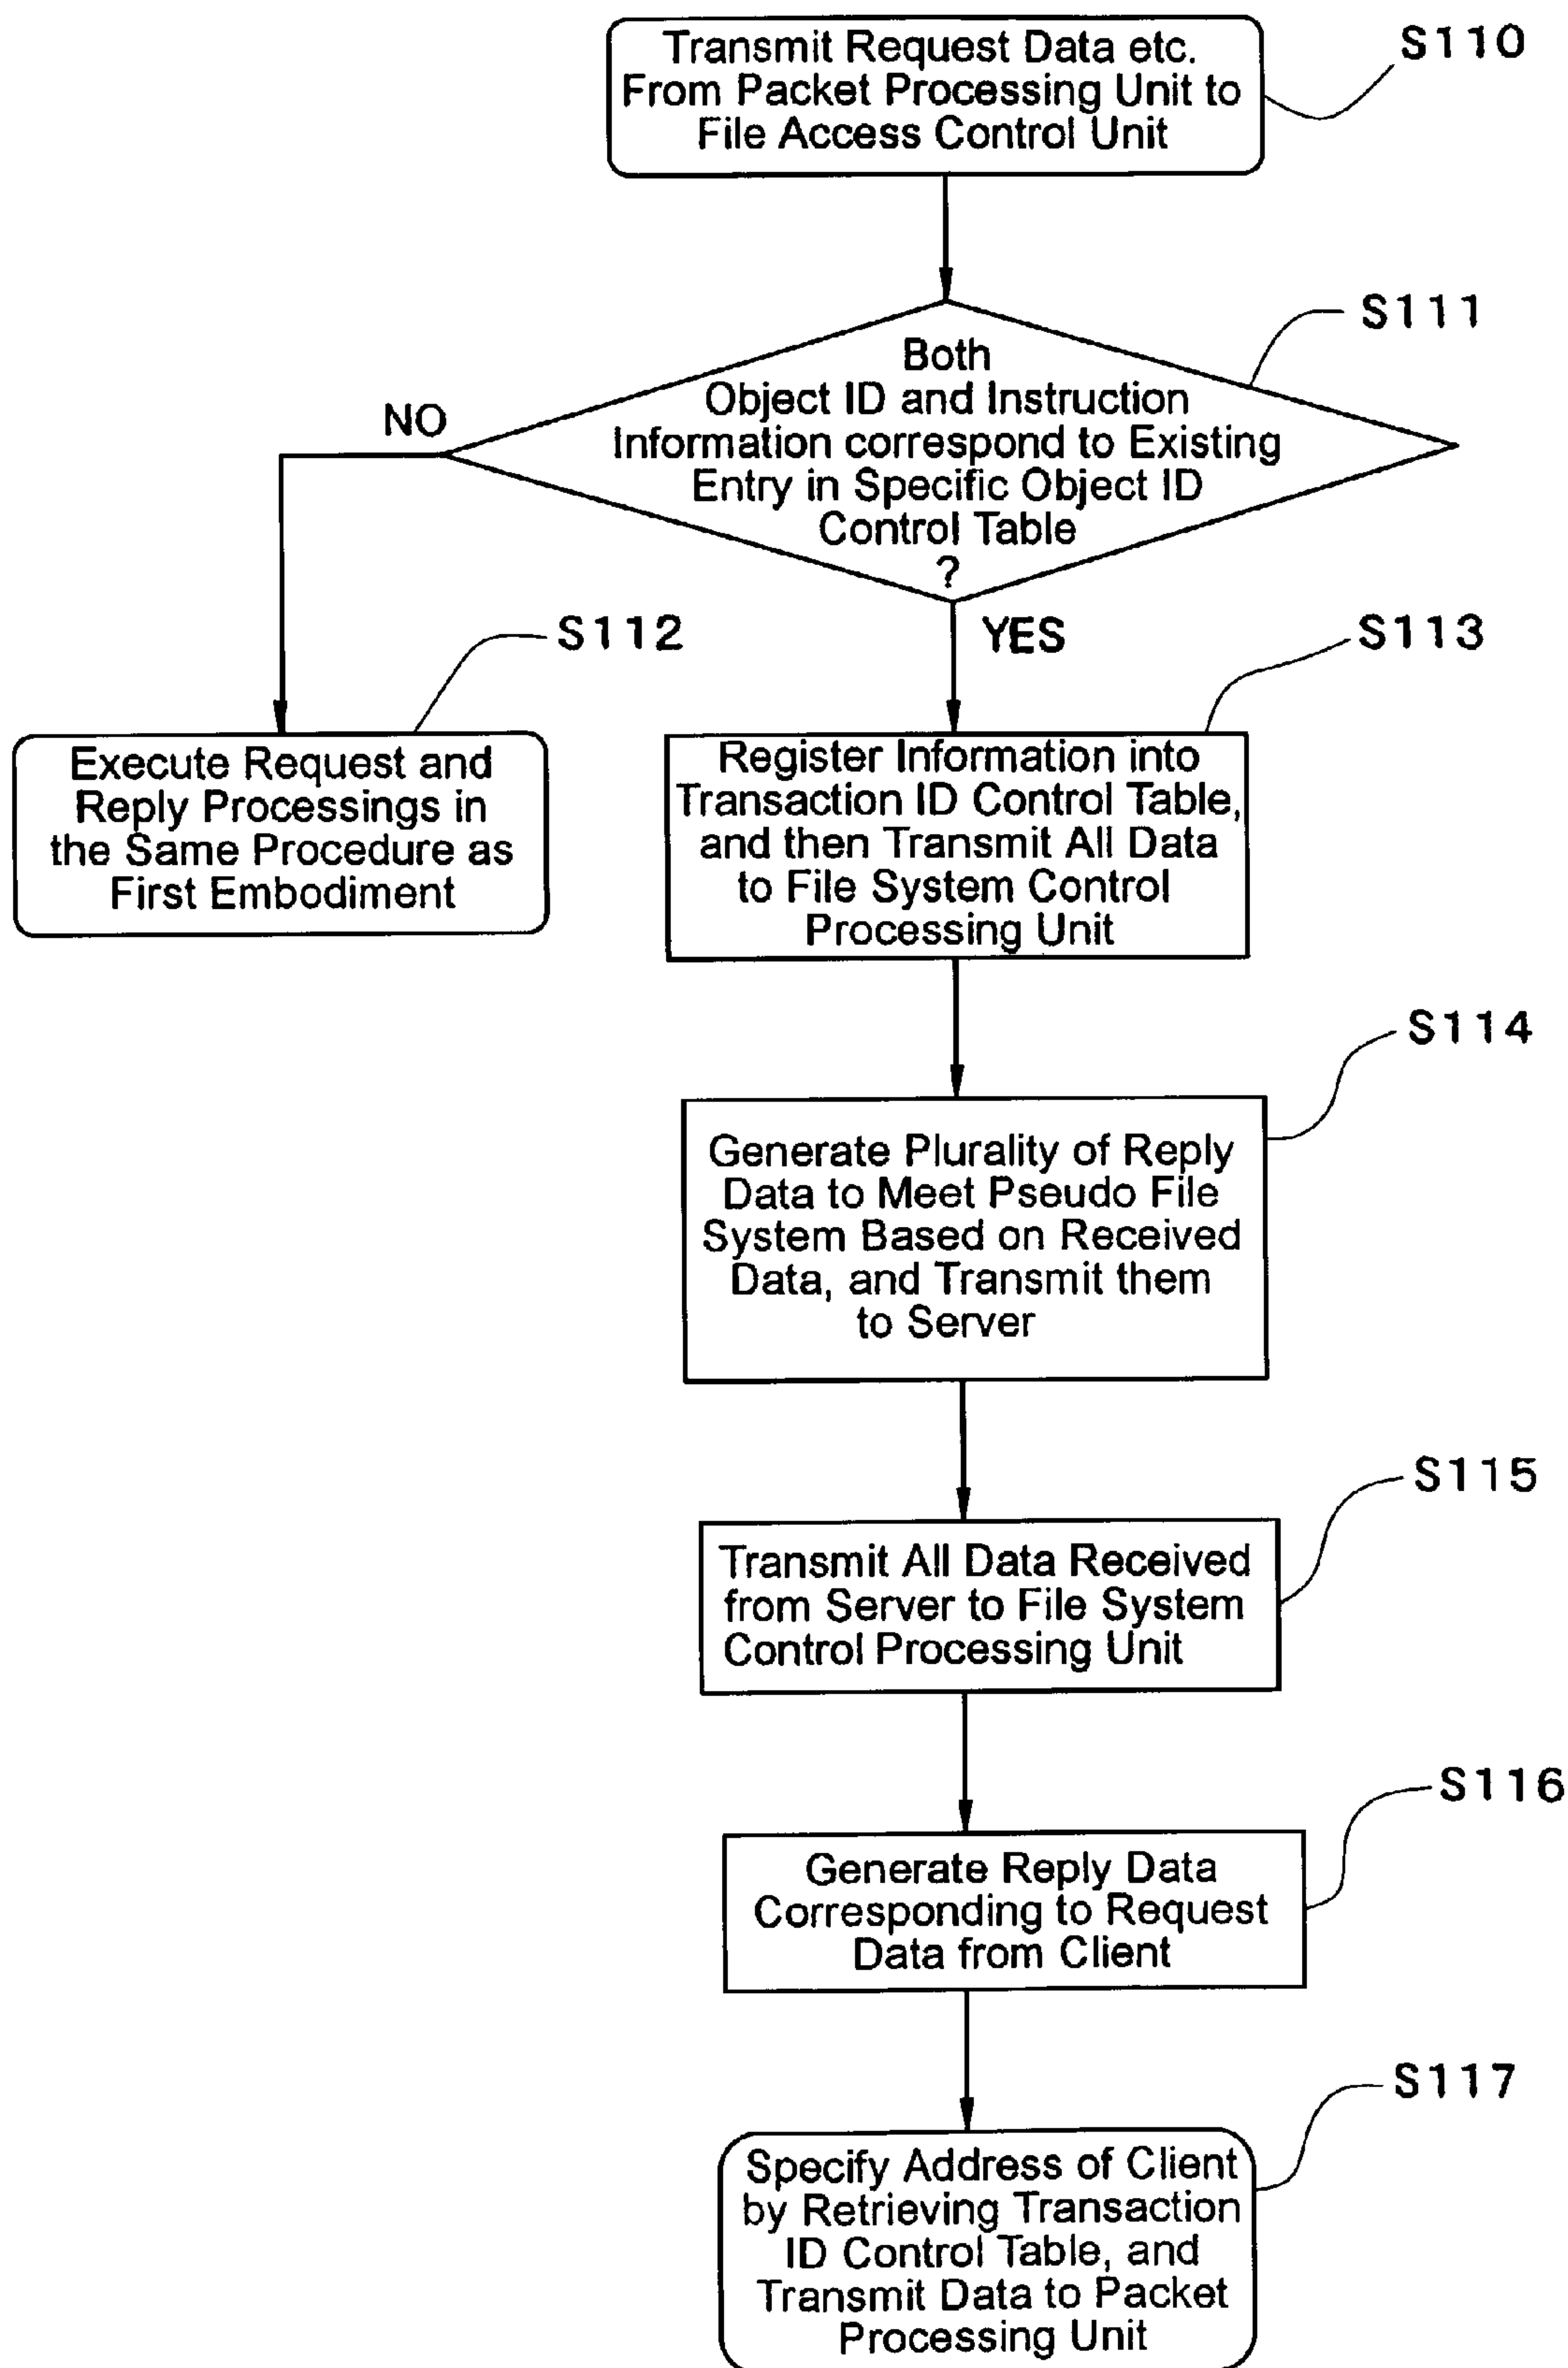 Transmit Request Data etc.
From Packet Processing Unit to
File Access Control Unit
S110
S111
Both
Object ID and Instruction
Information correspond to Existing
Entry in Specific Object ID
Control Table
?
NO
YES
S112
S113
Execute Request and
Reply Processings in
the Same Procedure as
First Embodiment
Register Information into
Transaction ID Control Table,
and then Transmit All Data
to File System Control
Processing Unit
S114
Generate Plurality of Reply
Data to Meet Pseudo File
System Based on Received
Data, and Transmit them
to Server
S115
Transmit All Data Received
from Server to File System
Control Processing Unit
S116
Generate Reply Data
Corresponding to Request
Data from Client
S117
Specify Address of Client
by Retrieving Transaction
ID Control Table, and
Transmit Data to Packet
Processing Unit